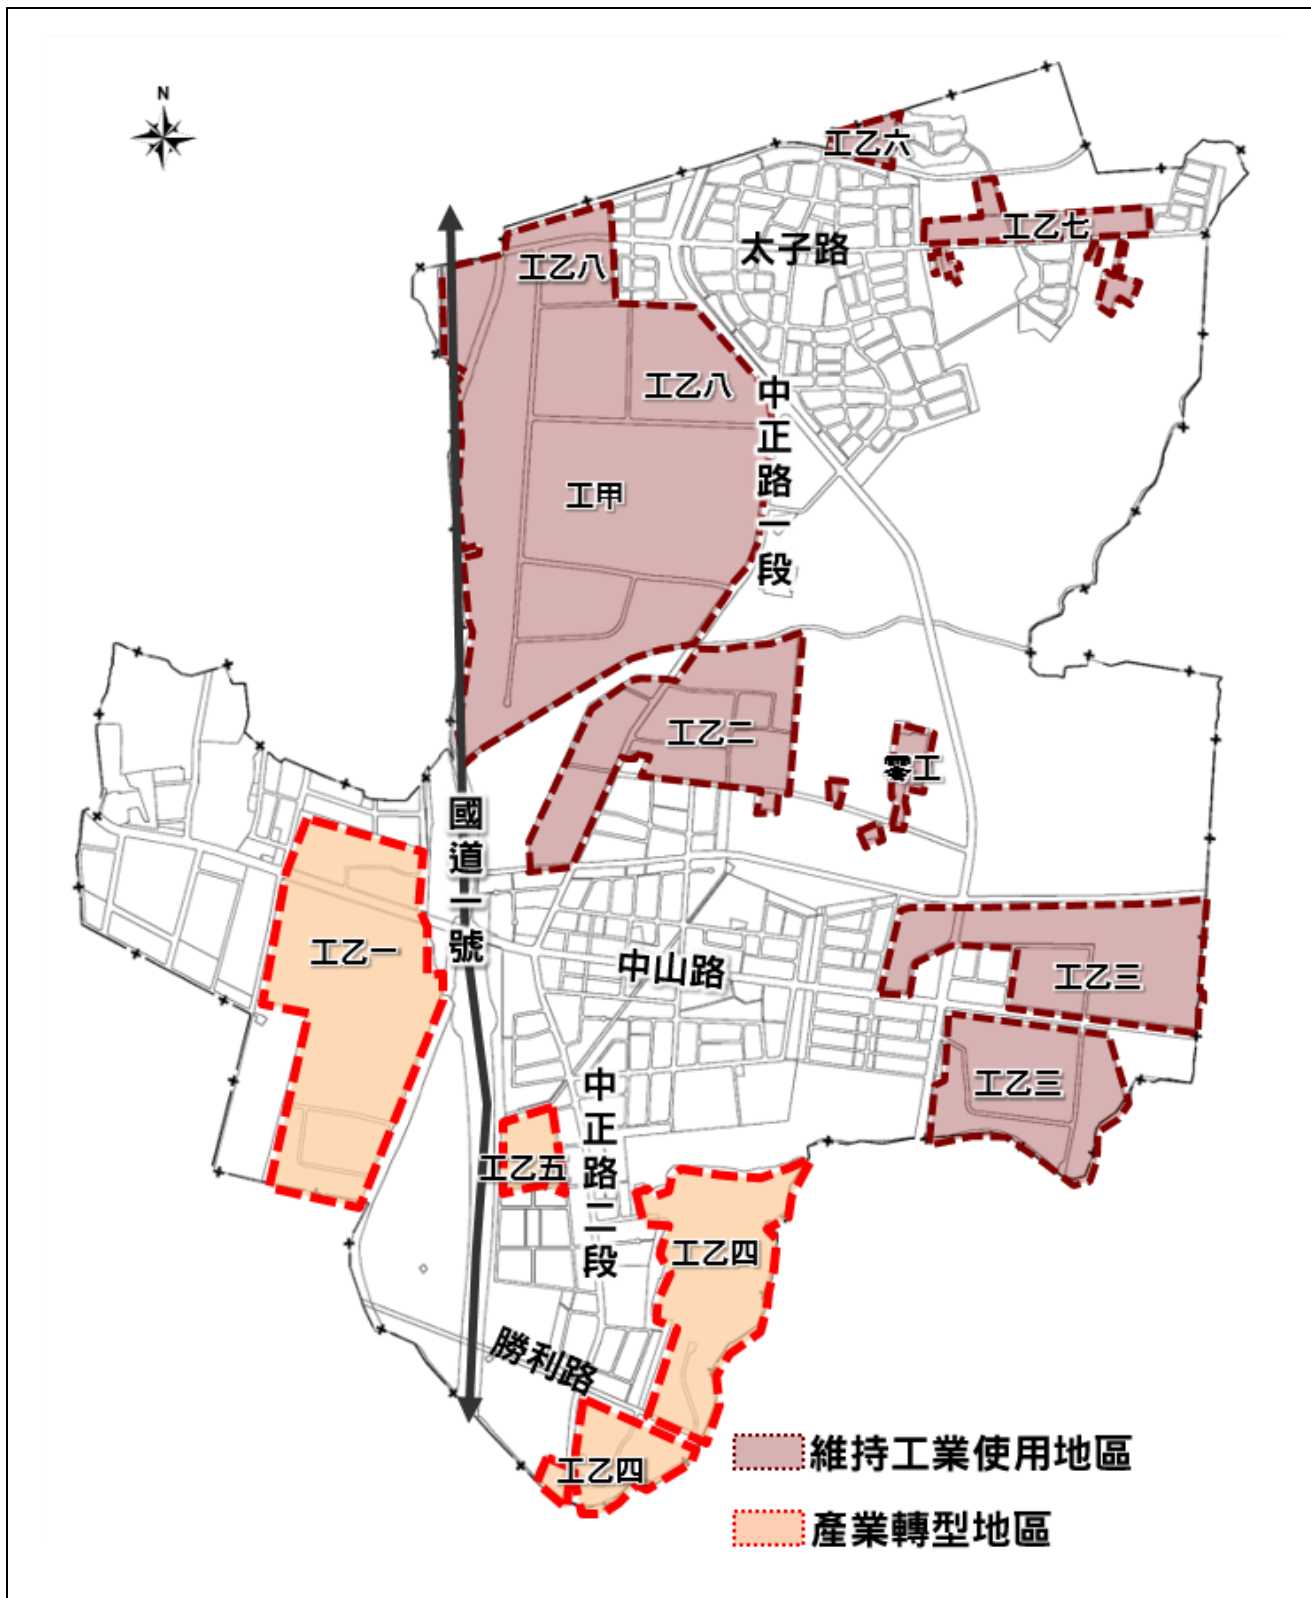 N
工乙六
工乙七
太子路
工乙八
工乙八
中正路一段
工甲
工乙二
零工
國道一號
工乙一
中山路
工乙三
工乙三
中正路二段
工乙五
工乙四
勝利路
工乙四
維持工業使用地區
產業轉型地區